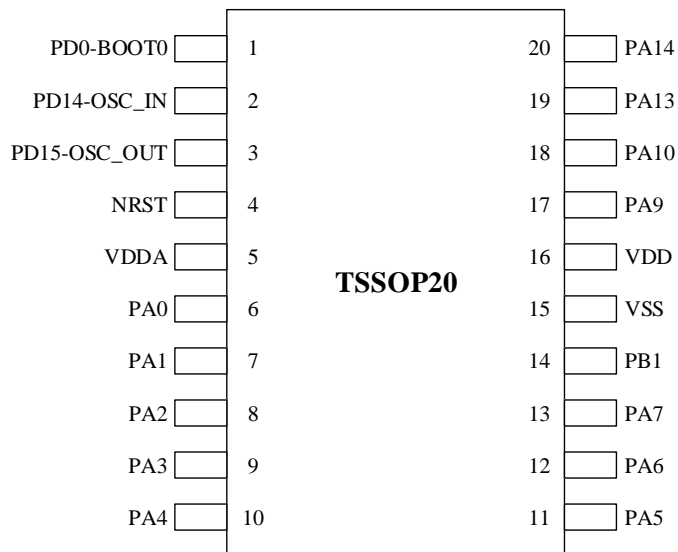 PD0-BOOT0 1 20 PA14
PD14-OSC_IN 2 19 PA13
PD15-OSC_OUT 3 18 PA10
NRST 4 17 PA9
VDDA 5 16 VDD
TSSOP20
PA0 6 15 VSS
PA1 7 14 PB1
PA2 8 13 PA7
PA3 9 12 PA6
PA4 10 11 PA5